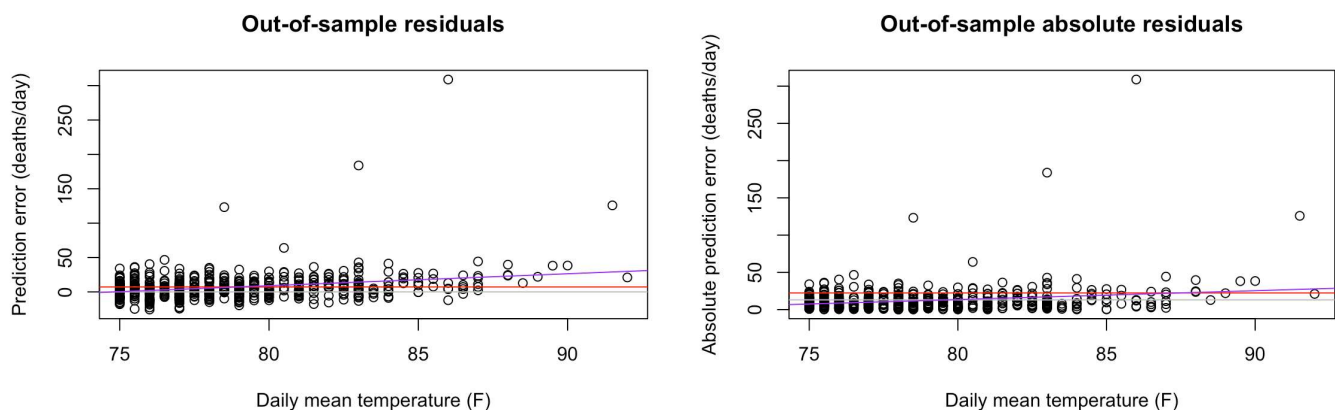 Out-of-sample residuals
Prediction error (deaths/day)
250
150
50
0
75
80
85
90
Daily mean temperature (F)
Out-of-sample absolute residuals
Absolute prediction error (deaths/day)
250
150
50
0
75
80
85
90
Daily mean temperature (F)